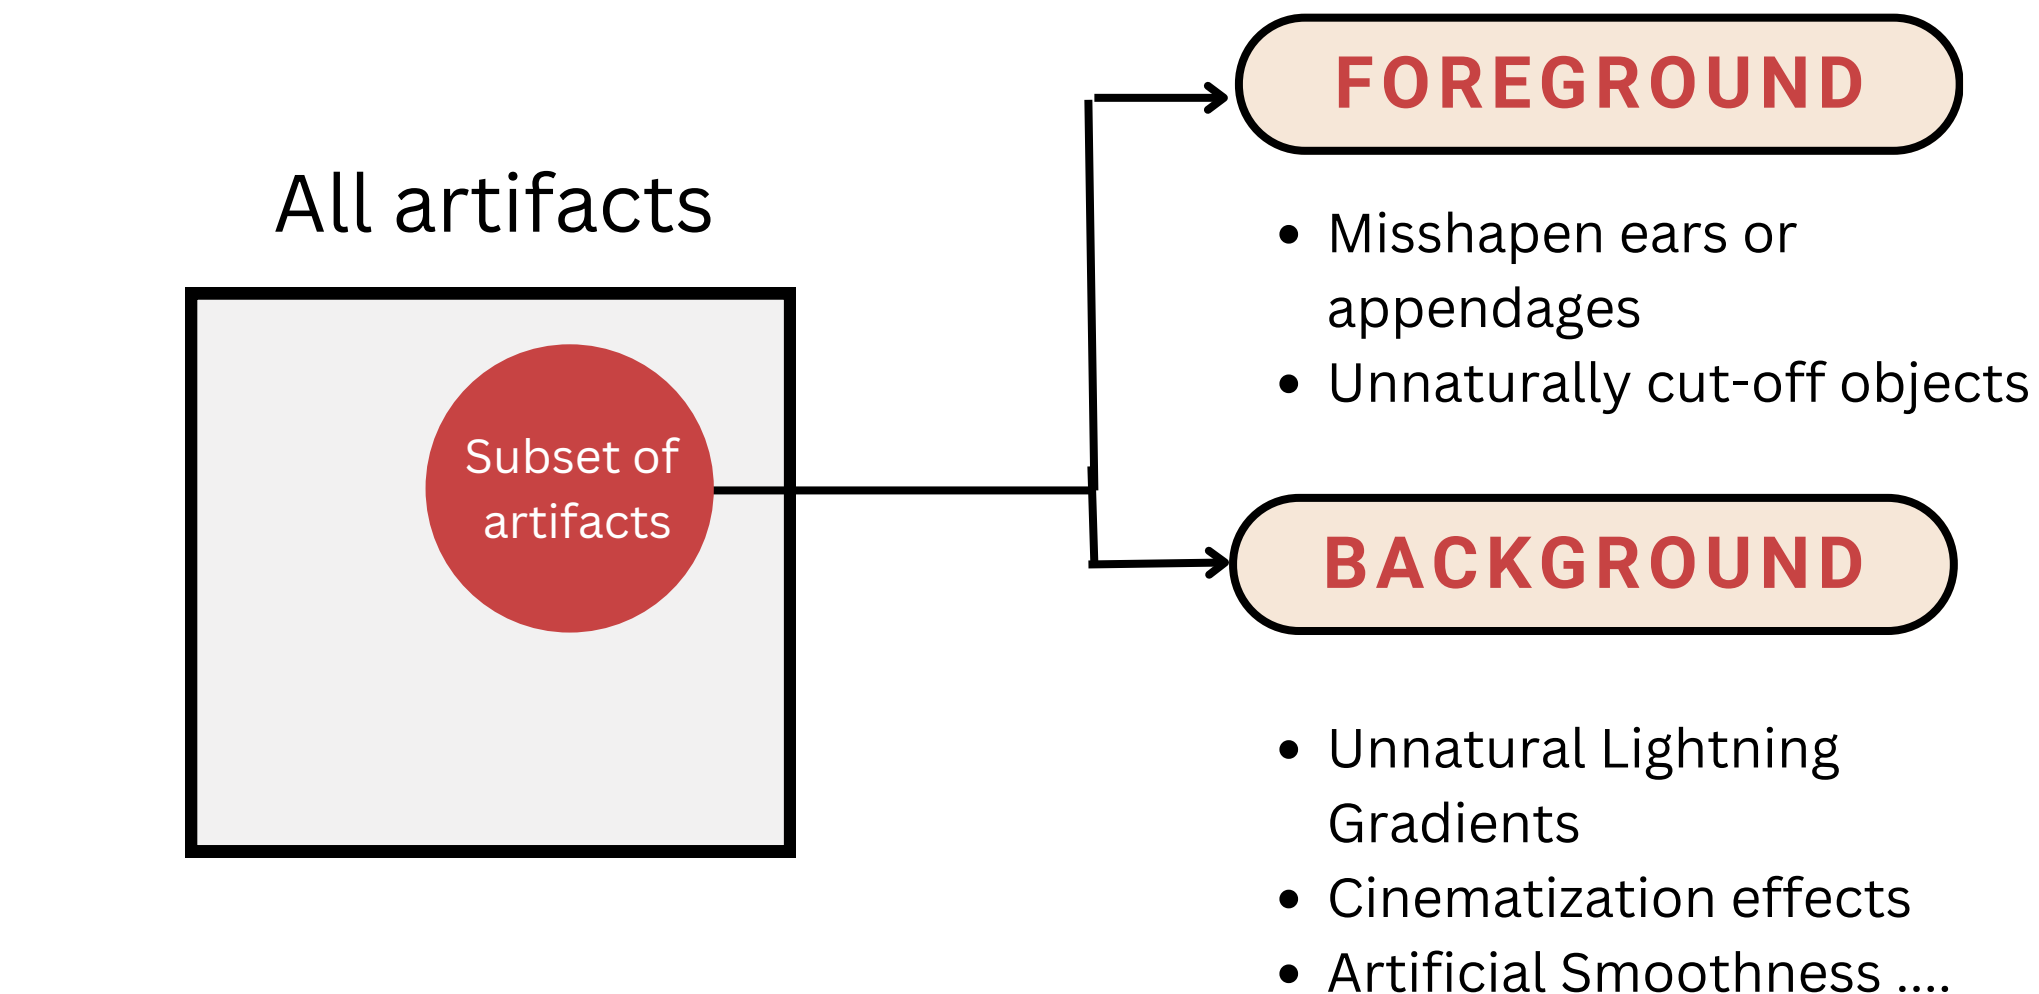 All artifacts
Subset of
artifacts
FOREGROUND
• Misshapen ears or
appendages
• Unnaturally cut-off objects
BACKGROUND
• Unnatural Lightning
Gradients
• Cinematization effects
• Artificial Smoothness ....